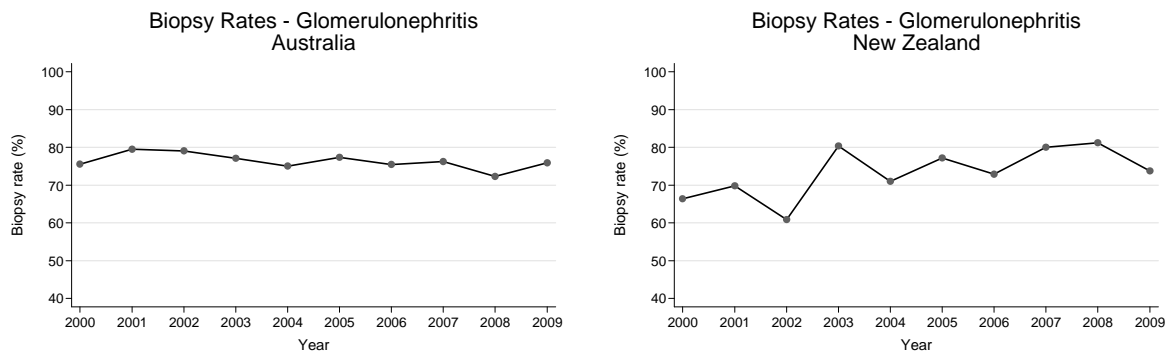 Biopsy Rates - Glomerulonephritis
Australia
100
90
80
70
60
50
40
Biopsy rate (%)
2000 2001 2002 2003 2004 2005 2006 2007 2008 2009
Year
Biopsy Rates - Glomerulonephritis
New Zealand
100
90
80
70
60
50
40
Biopsy rate (%)
2000 2001 2002 2003 2004 2005 2006 2007 2008 2009
Year